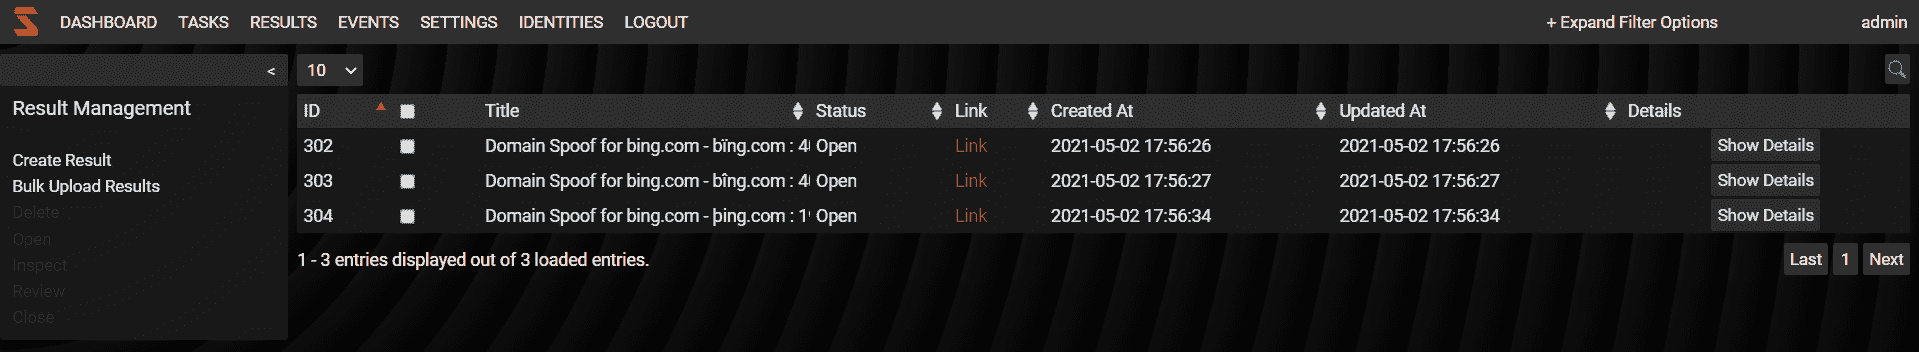 DASHBOARD TASKS RESULTS EVENTS SETTINGS IDENTITIES LOGOUT + Expand Filter Options admin
< 10
Result Management
ID Title Status Link Created At Updated At Details
302 Domain Spoof for bing.com - bïng.com : 4 Open Link 2021-05-02 17:56:26 2021-05-02 17:56:26 Show Details
Create Result
303 Domain Spoof for bing.com - bîng.com : 4 Open Link 2021-05-02 17:56:27 2021-05-02 17:56:27 Show Details
Bulk Upload Results
304 Domain Spoof for bing.com - þing.com : 1 Open Link 2021-05-02 17:56:34 2021-05-02 17:56:34 Show Details
Delete
Open
Inspect
Review
Close
1 - 3 entries displayed out of 3 loaded entries. Last 1 Next